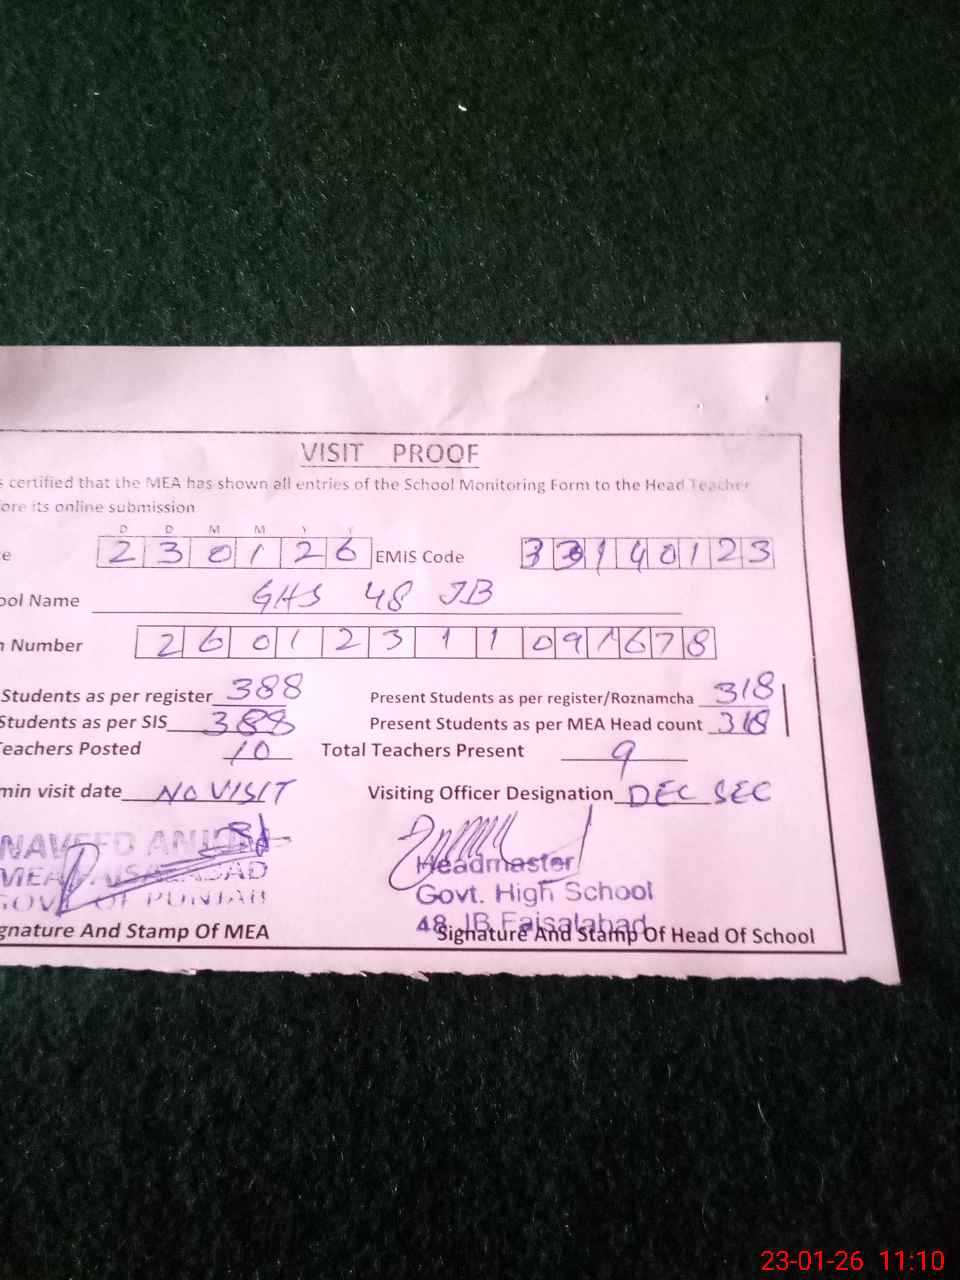 VISIT PROOF
s certified that the MEA has shown all entries of the School Monitoring Form to the Head Teacher
ore its online submission
D D M M Y Y
e 2 3 0 1 2 6 EMIS Code 3 3 1 4 0 1 2 3
ool Name GHS 48 JB
n Number 2 6 0 1 2 3 1 1 0 9 1 6 7 8
Students as per register 388 Present Students as per register/Roznamcha 318
Students as per SIS 388 Present Students as per MEA Head count 318
Teachers Posted 10 Total Teachers Present 9
min visit date NO VISIT Visiting Officer Designation DEC SEC
NAVEED
MEA FAISALABAD
GOVT OF PUNJAB
Headmaster
Govt. High School
48 JB Faisalabad
gnature And Stamp Of MEA Signature And Stamp Of Head Of School
23-01-26 11:10